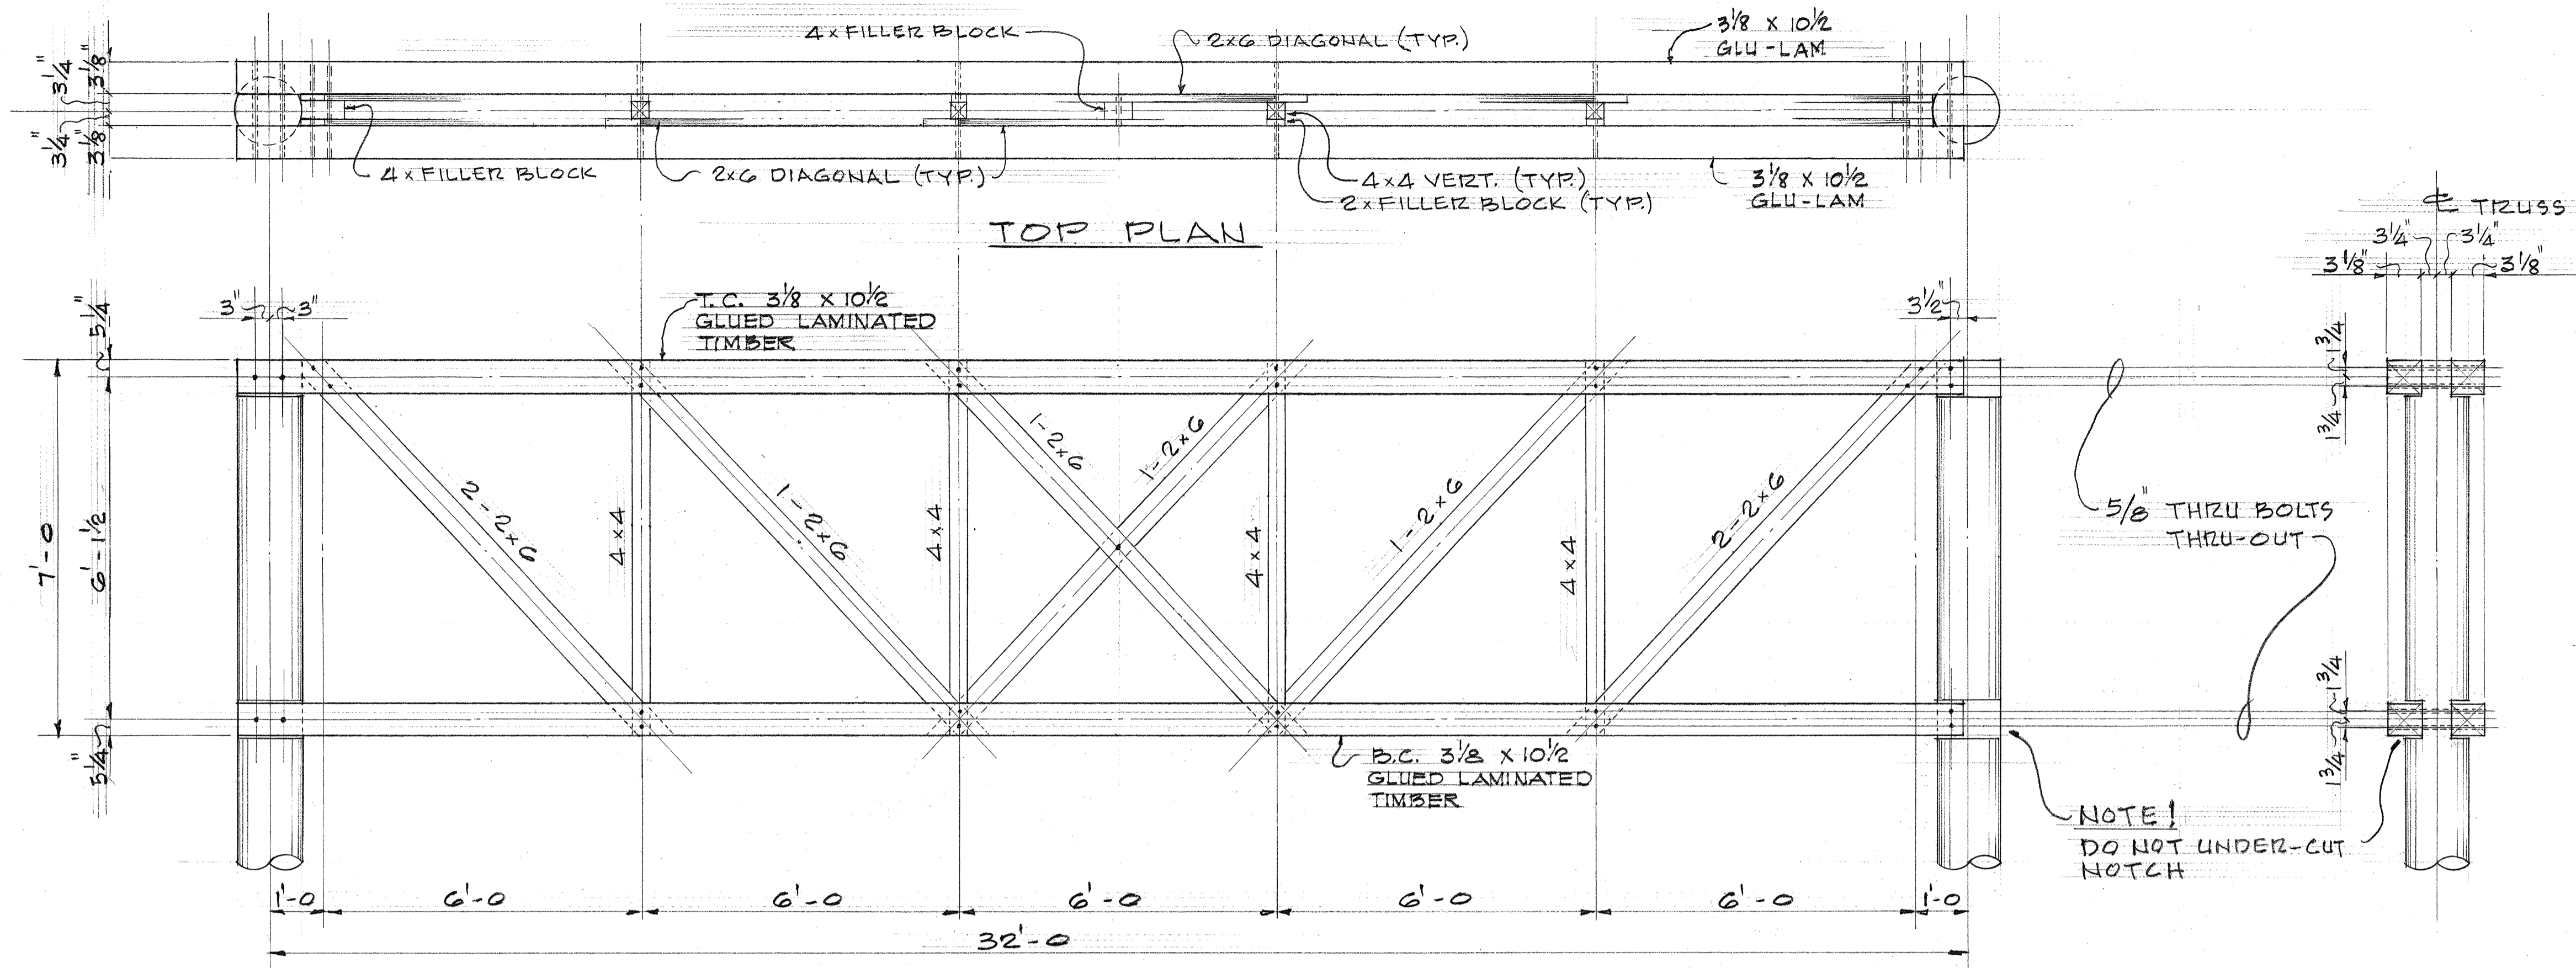 4x FILLER BLOCK
2x6 DIAGONAL (TYP.)
3 1/8 X 10 1/2
GLU-LAM
3 1/4"
3 1/8"
3 1/4"
3 1/8"
4x FILLER BLOCK
2x6 DIAGONAL (TYP.)
4x4 VERT. (TYP.)
2x FILLER BLOCK (TYP.)
3 1/8 X 10 1/2
GLU-LAM
TOP PLAN
℄ TRUSS
3 1/4"
3 1/4"
3 1/8"
3 1/8"
3"
3"
5 1/4"
T.C. 3 1/8 X 10 1/2
GLUED LAMINATED
TIMBER
3 1/2"
1 3/4
1 3/4
7'-0
6'-1 1/2
5 1/4"
2-2x6
4x4
1-2x6
4x4
1-2x6
1-2x6
4x4
1-2x6
4x4
2-2x6
5/8" THRU BOLTS
THRU-OUT
1 3/4
1 3/4
B.C. 3 1/8 X 10 1/2
GLUED LAMINATED
TIMBER
NOTE!
DO NOT UNDER-CUT
NOTCH
1'-0
6'-0
6'-0
6'-0
6'-0
6'-0
1'-0
32'-0